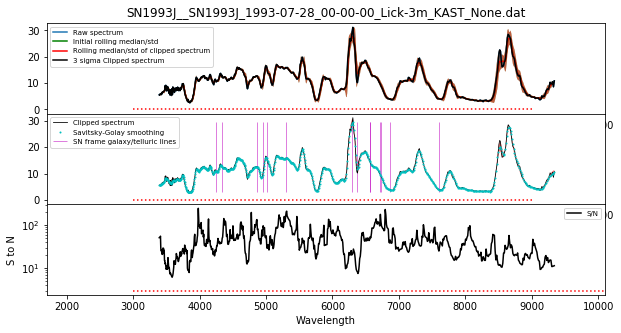 SN1993J__SN1993J_1993-07-28_00-00-00_Lick-3m_KAST_None.dat
30
20
10
0
Raw spectrum
Initial rolling median/std
Rolling median/std of clipped spectrum
3 sigma Clipped spectrum
00
30
20
10
0
Clipped spectrum
Savitsky-Golay smoothing
SN frame galaxy/telluric lines
00
S to N
10²
10¹
S/N
2000 3000 4000 5000 6000 7000 8000 9000 10000
Wavelength